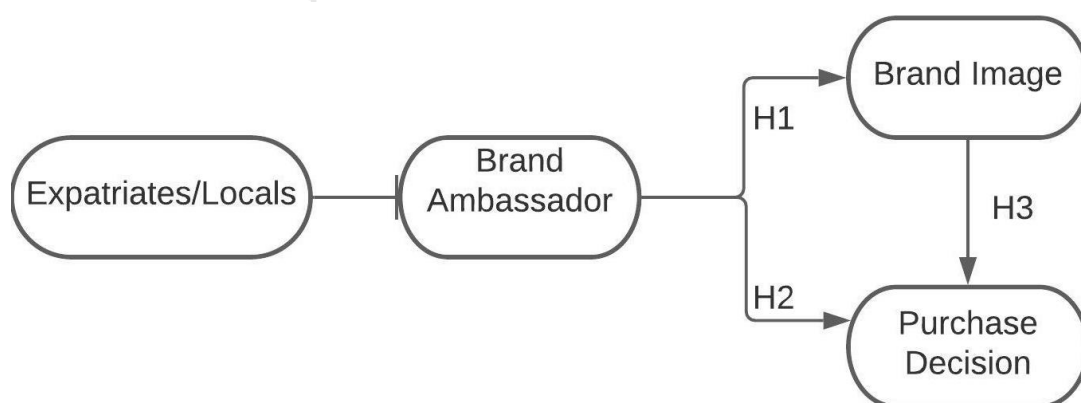 Expatriates/Locals
Brand
Ambassador
H1
H2
Brand Image
H3
Purchase
Decision